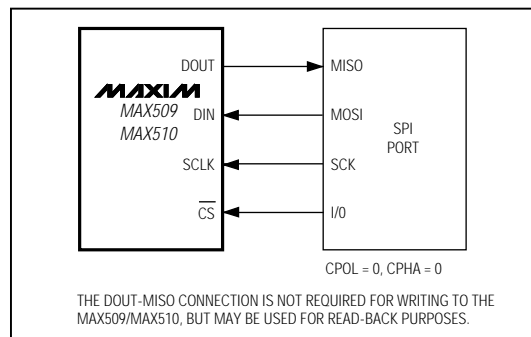 DOUT
MISO
MAXIM
MAX509
MAX510
DIN
MOSI
SPI
PORT
SCLK
SCK
CS
I/0
CPOL = 0, CPHA = 0
THE DOUT-MISO CONNECTION IS NOT REQUIRED FOR WRITING TO THE
MAX509/MAX510, BUT MAY BE USED FOR READ-BACK PURPOSES.